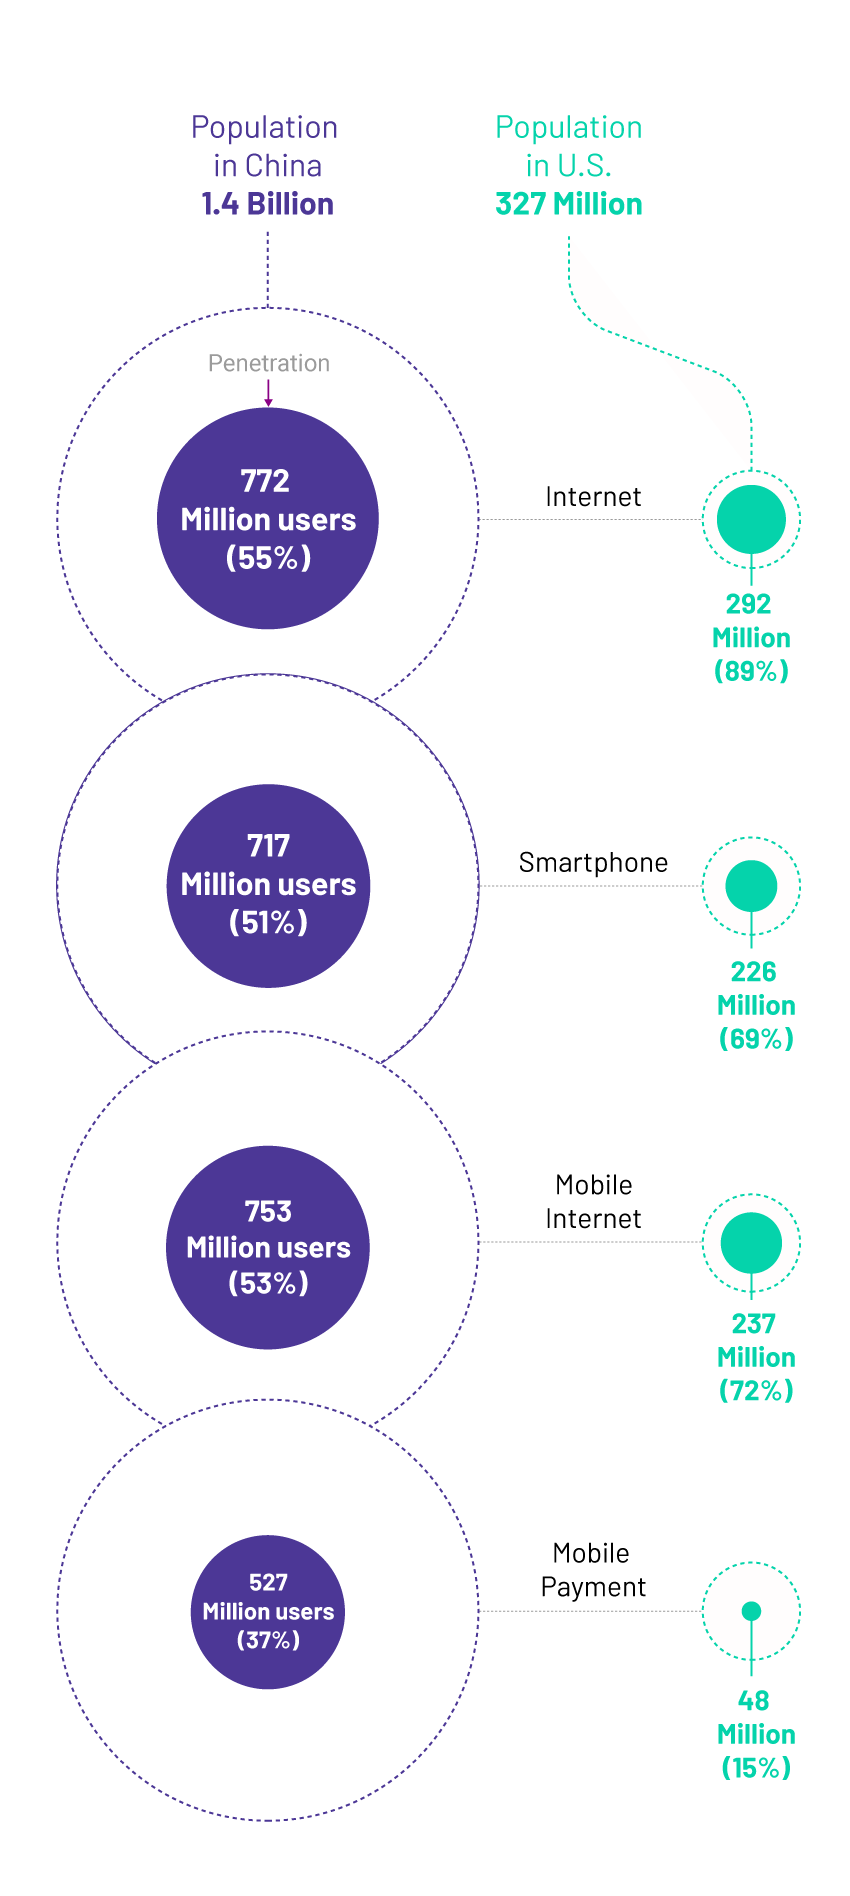 Population
in China
1.4 Billion
Population
in U.S.
327 Million
Penetration
772
Million users
(55%)
Internet
292
Million
(89%)
717
Million users
(51%)
Smartphone
226
Million
(69%)
753
Million users
(53%)
Mobile
Internet
237
Million
(72%)
527
Million users
(37%)
Mobile
Payment
48
Million
(15%)